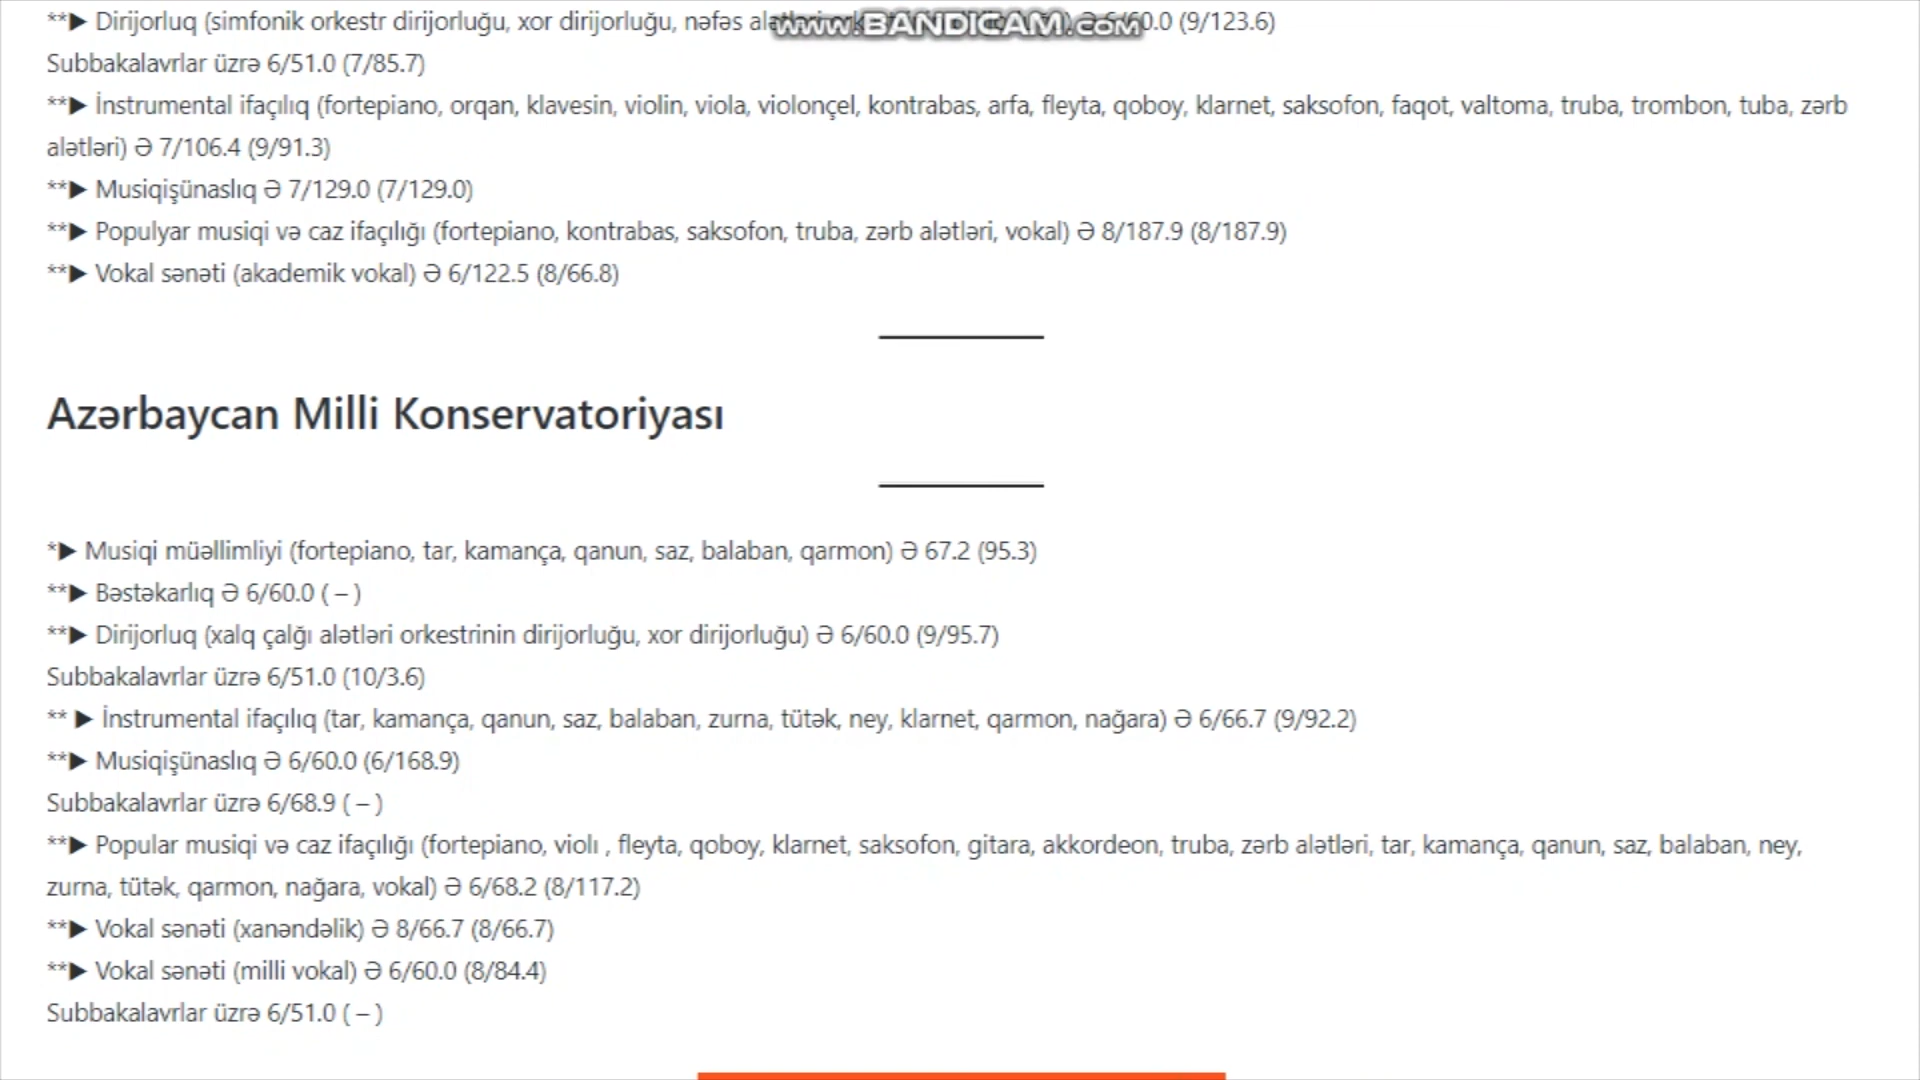 **▶ Dirijorluq (simfonik orkestr dirijorluğu, xor dirijorluğu, nəfəs 0 (9/123.6)
www.BANDICAM.com
Subbakalavrlar üzrə 6/51.0 (7/85.7)
**▶ İnstrumental ifaçılıq (fortepiano, orqan, klavesin, violin, viola, violonçel, kontrabas, arfa, fleyta, qoboy, klarnet, saksofon, faqot, valtoma, truba, trombon, tuba, zərb
alətləri) Ə 7/106.4 (9/91.3)
**▶ Musiqişünaslıq Ə 7/129.0 (7/129.0)
**▶ Populyar musiqi və caz ifaçılığı (fortepiano, kontrabas, saksofon, truba, zərb alətləri, vokal) Ə 8/187.9 (8/187.9)
**▶ Vokal sənəti (akademik vokal) Ə 6/122.5 (8/66.8)
Azərbaycan Milli Konservatoriyası
*▶ Musiqi müəllimliyi (fortepiano, tar, kamança, qanun, saz, balaban, qarmon) Ə 67.2 (95.3)
**▶ Bəstəkarlıq Ə 6/60.0 ( – )
**▶ Dirijorluq (xalq çalğı alətləri orkestrinin dirijorluğu, xor dirijorluğu) Ə 6/60.0 (9/95.7)
Subbakalavrlar üzrə 6/51.0 (10/3.6)
** ▶ İnstrumental ifaçılıq (tar, kamança, qanun, saz, balaban, zurna, tütək, ney, klarnet, qarmon, nağara) Ə 6/66.7 (9/92.2)
**▶ Musiqişünaslıq Ə 6/60.0 (6/168.9)
Subbakalavrlar üzrə 6/68.9 ( – )
**▶ Popular musiqi və caz ifaçılığı (fortepiano, violı , fleyta, qoboy, klarnet, saksofon, gitara, akkordeon, truba, zərb alətləri, tar, kamança, qanun, saz, balaban, ney,
zurna, tütək, qarmon, nağara, vokal) Ə 6/68.2 (8/117.2)
**▶ Vokal sənəti (xanəndəlik) Ə 8/66.7 (8/66.7)
**▶ Vokal sənəti (milli vokal) Ə 6/60.0 (8/84.4)
Subbakalavrlar üzrə 6/51.0 ( – )